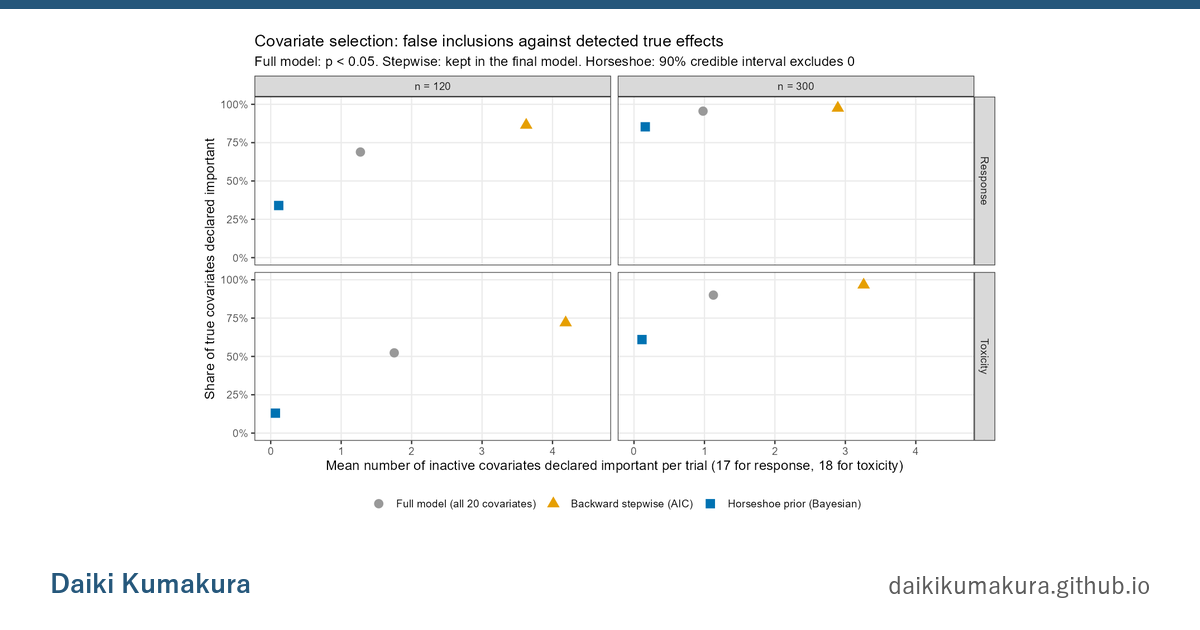 Covariate selection: false inclusions against detected true effects
Full model: p < 0.05. Stepwise: kept in the final model. Horseshoe: 90% credible interval excludes 0
n = 120
n = 300
Share of true covariates declared important
100%
75%
50%
25%
0%
Response
100%
75%
50%
25%
0%
Toxicity
0 1 2 3 4
0 1 2 3 4
Mean number of inactive covariates declared important per trial (17 for response, 18 for toxicity)
Full model (all 20 covariates) Backward stepwise (AIC) Horseshoe prior (Bayesian)
Daiki Kumakura
daikikumakura.github.io